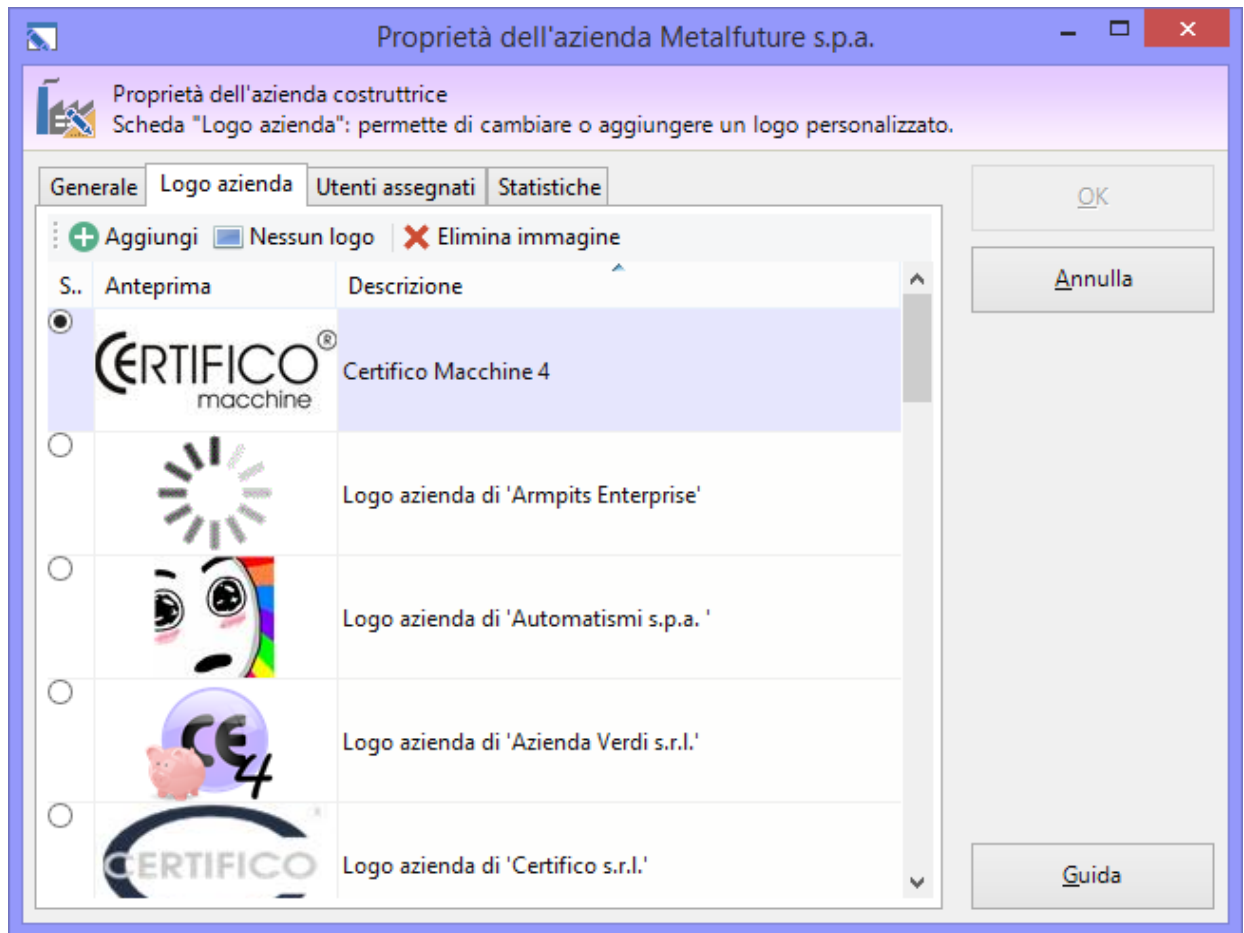 Proprietà dell'azienda Metalfuture s.p.a.
Proprietà dell'azienda costruttrice
Scheda "Logo azienda": permette di cambiare o aggiungere un logo personalizzato.
Generale Logo azienda Utenti assegnati Statistiche
OK
Aggiungi Nessun logo Elimina immagine
Annulla
S.. Anteprima Descrizione
CERTIFICO®
macchine
Certifico Macchine 4
Logo azienda di 'Armpits Enterprise'
Logo azienda di 'Automatismi s.p.a. '
CE
4
Logo azienda di 'Azienda Verdi s.r.l.'
CERTIFICO ®
Logo azienda di 'Certifico s.r.l.'
Guida